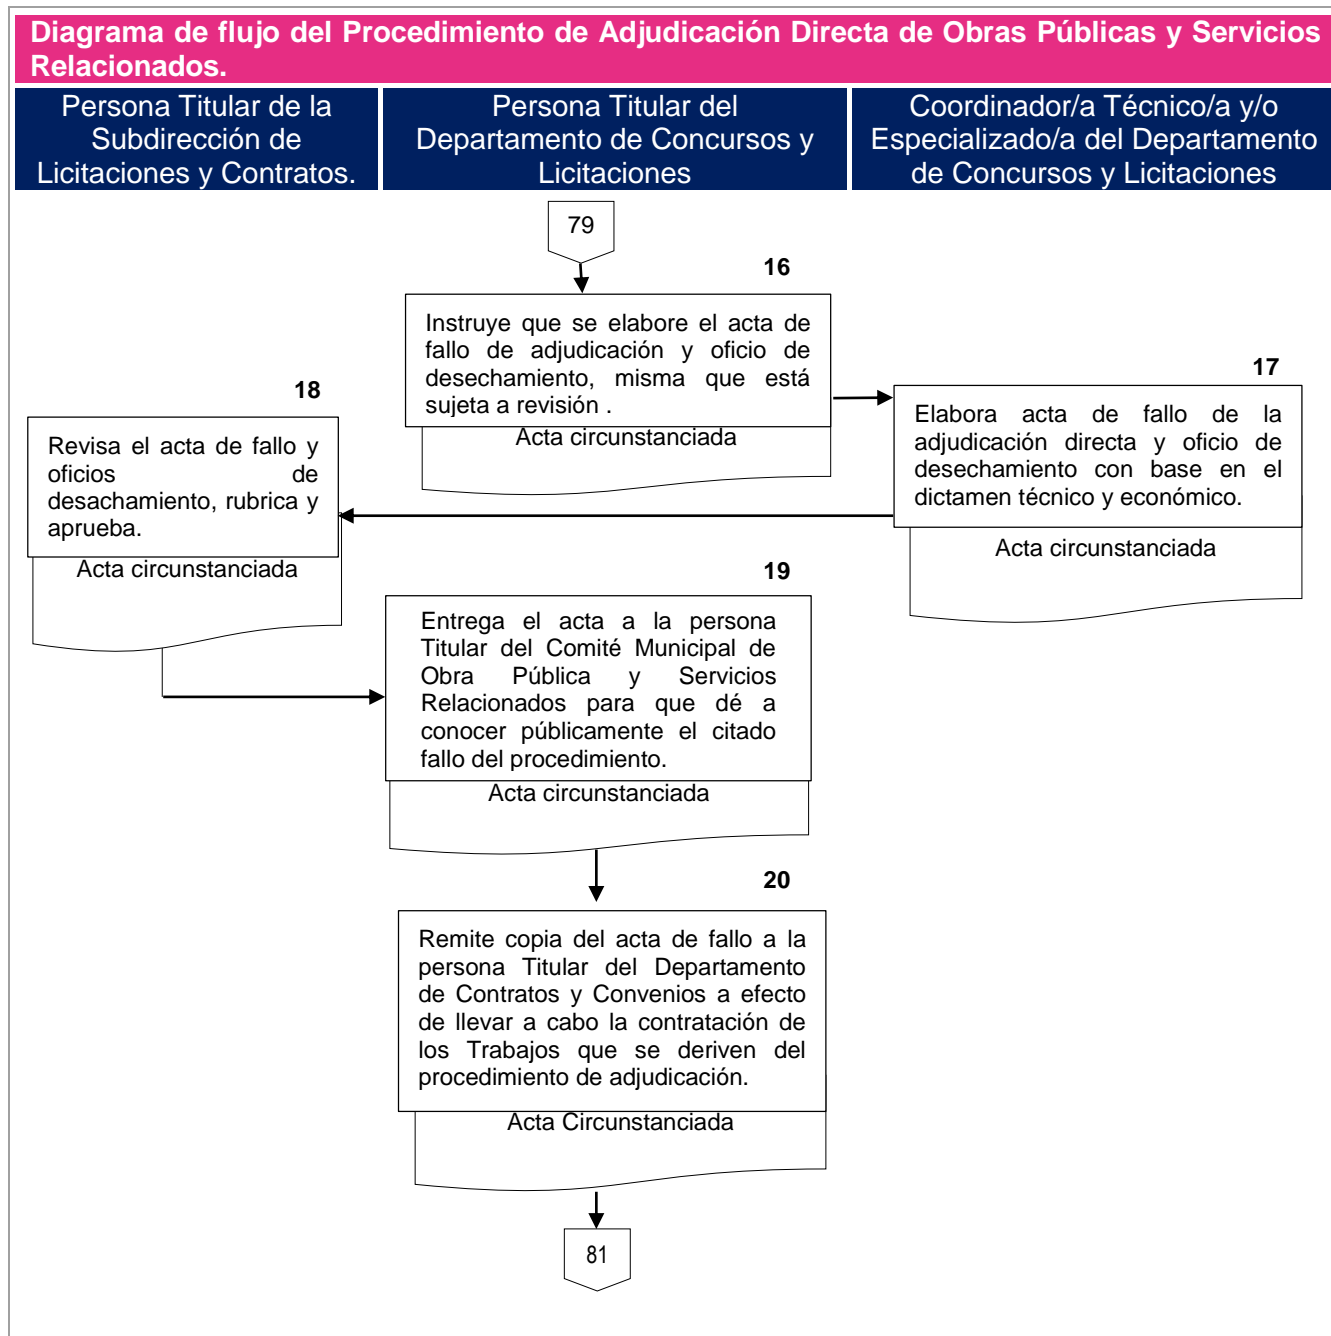 Diagrama de flujo del Procedimiento de Adjudicación Directa de Obras Públicas y Servicios
Relacionados.
Persona Titular de la
Subdirección de
Licitaciones y Contratos.
Persona Titular del
Departamento de Concursos y
Licitaciones
Coordinador/a Técnico/a y/o
Especializado/a del Departamento
de Concursos y Licitaciones
79
16
Instruye que se elabore el acta de
fallo de adjudicación y oficio de
desechamiento, misma que está
sujeta a revisión .
Acta circunstanciada
17
Elabora acta de fallo de la
adjudicación directa y oficio de
desechamiento con base en el
dictamen técnico y económico.
Acta circunstanciada
18
Revisa el acta de fallo y
oficios de
desachamiento, rubrica y
aprueba.
Acta circunstanciada
19
Entrega el acta a la persona
Titular del Comité Municipal de
Obra Pública y Servicios
Relacionados para que dé a
conocer públicamente el citado
fallo del procedimiento.
Acta circunstanciada
20
Remite copia del acta de fallo a la
persona Titular del Departamento
de Contratos y Convenios a efecto
de llevar a cabo la contratación de
los Trabajos que se deriven del
procedimiento de adjudicación.
Acta Circunstanciada
81